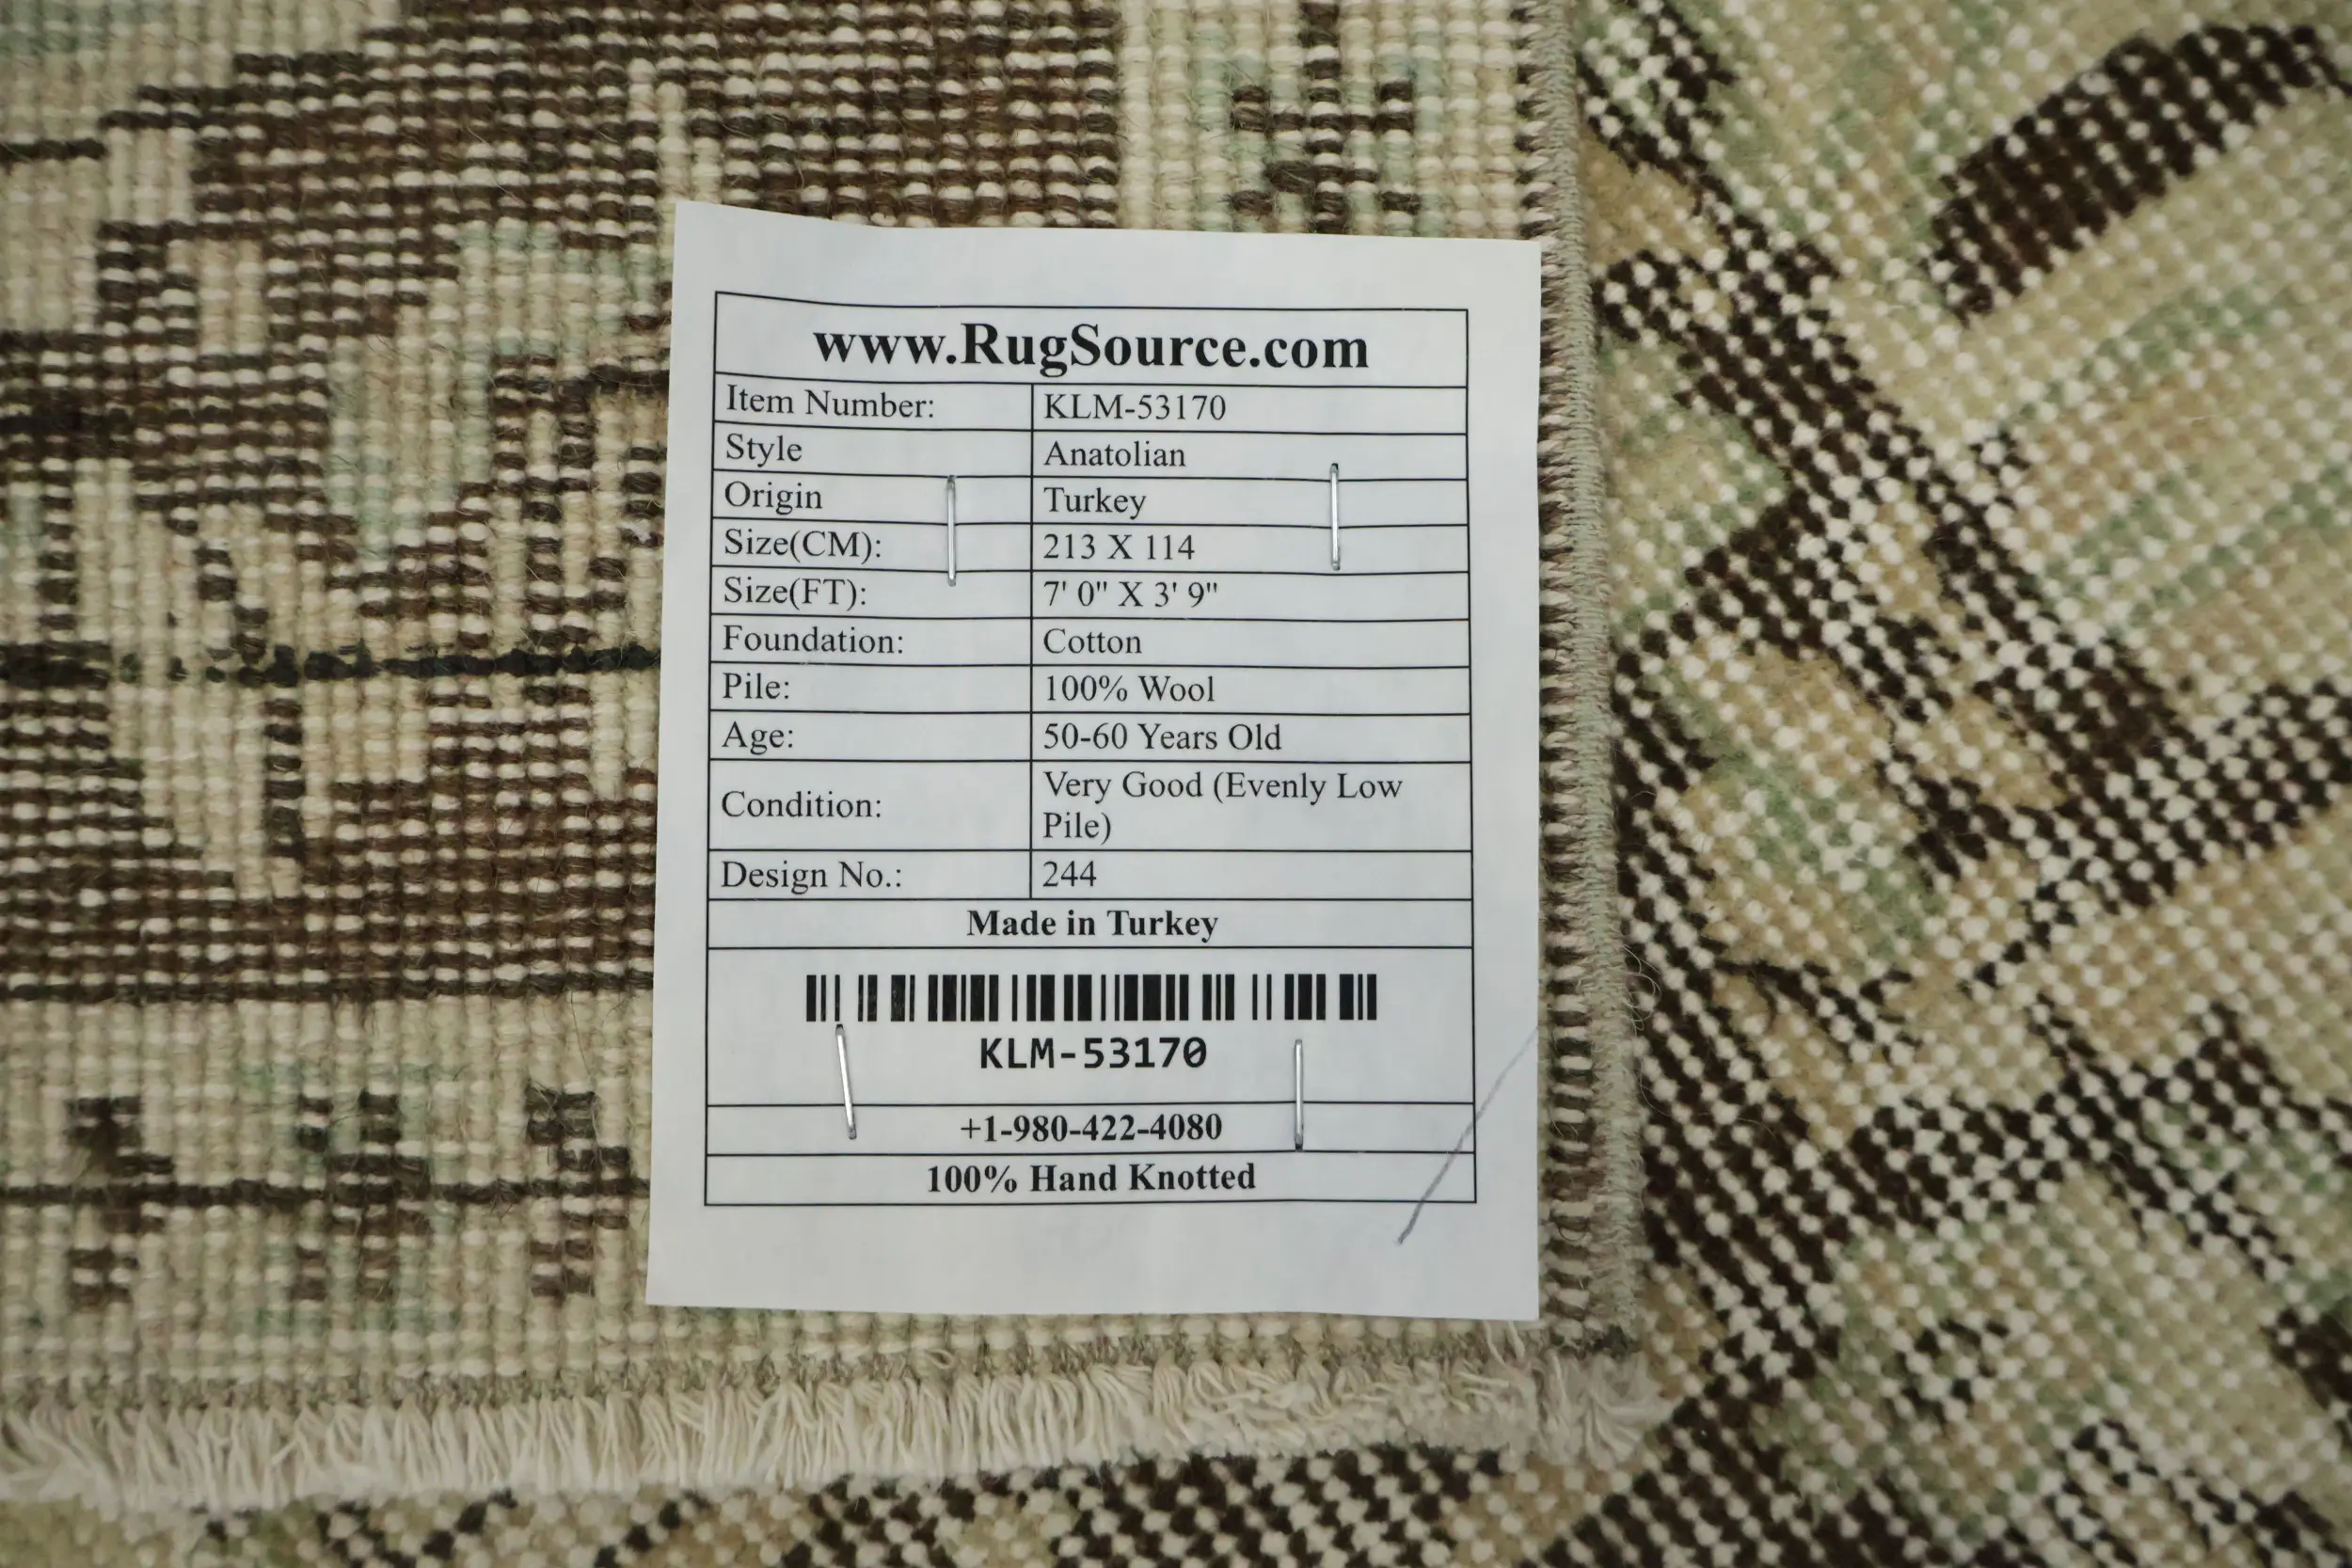 www.RugSource.com
Item Number: KLM-53170
Style Anatolian
Origin Turkey
Size(CM): 213 X 114
Size(FT): 7' 0" X 3' 9"
Foundation: Cotton
Pile: 100% Wool
Age: 50-60 Years Old
Condition: Very Good (Evenly Low
Pile)
Design No.: 244
Made in Turkey
KLM-53170
+1-980-422-4080
100% Hand Knotted